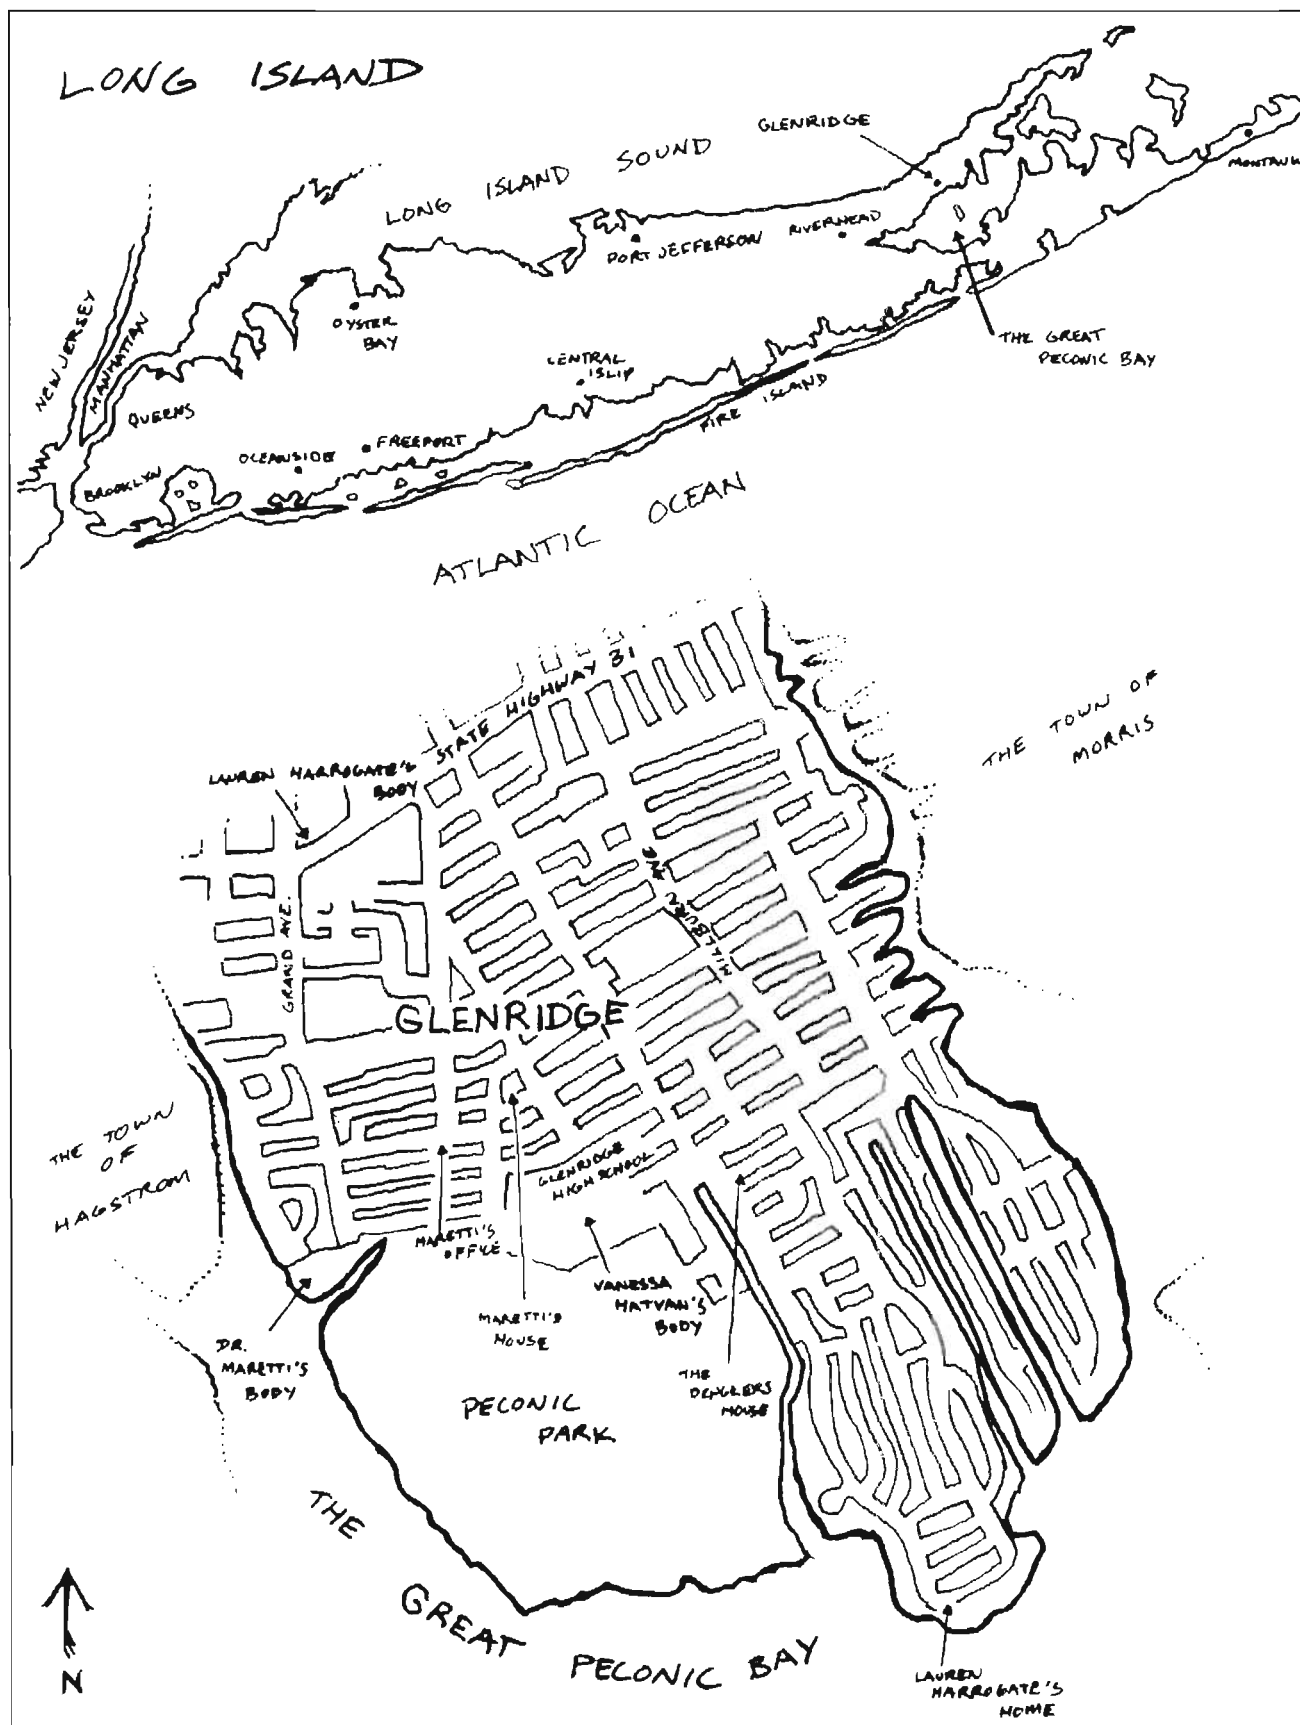 LONG ISLAND
LONG ISLAND SOUND
GLENRIDGE
MONTAUK
RIVERHEAD
PORT JEFFERSON
THE GREAT
PECONIC BAY
OYSTER
BAY
NEW JERSEY
MANHATTAN
QUEENS
CENTRAL
ISLIP
FIRE ISLAND
FREEPORT
OCEANSIDE
BROOKLYN
ATLANTIC OCEAN
STATE HIGHWAY 31
THE TOWN OF
MORRIS
LAUREN HARROGATE'S
BODY
MILLBURN AVE
GRAND AVE.
GLENRIDGE
THE TOWN
OF
HAGSTROM
GLENRIDGE
HIGH SCHOOL
MARETTI'S
OFFICE
VANESSA
HATVAN'S
BODY
MARETTI'S
HOUSE
DR.
MARETTI'S
BODY
THE
DENGLERS
HOUSE
PECONIC
PARK
THE
GREAT
PECONIC BAY
N
LAUREN
HARROGATE'S
HOME